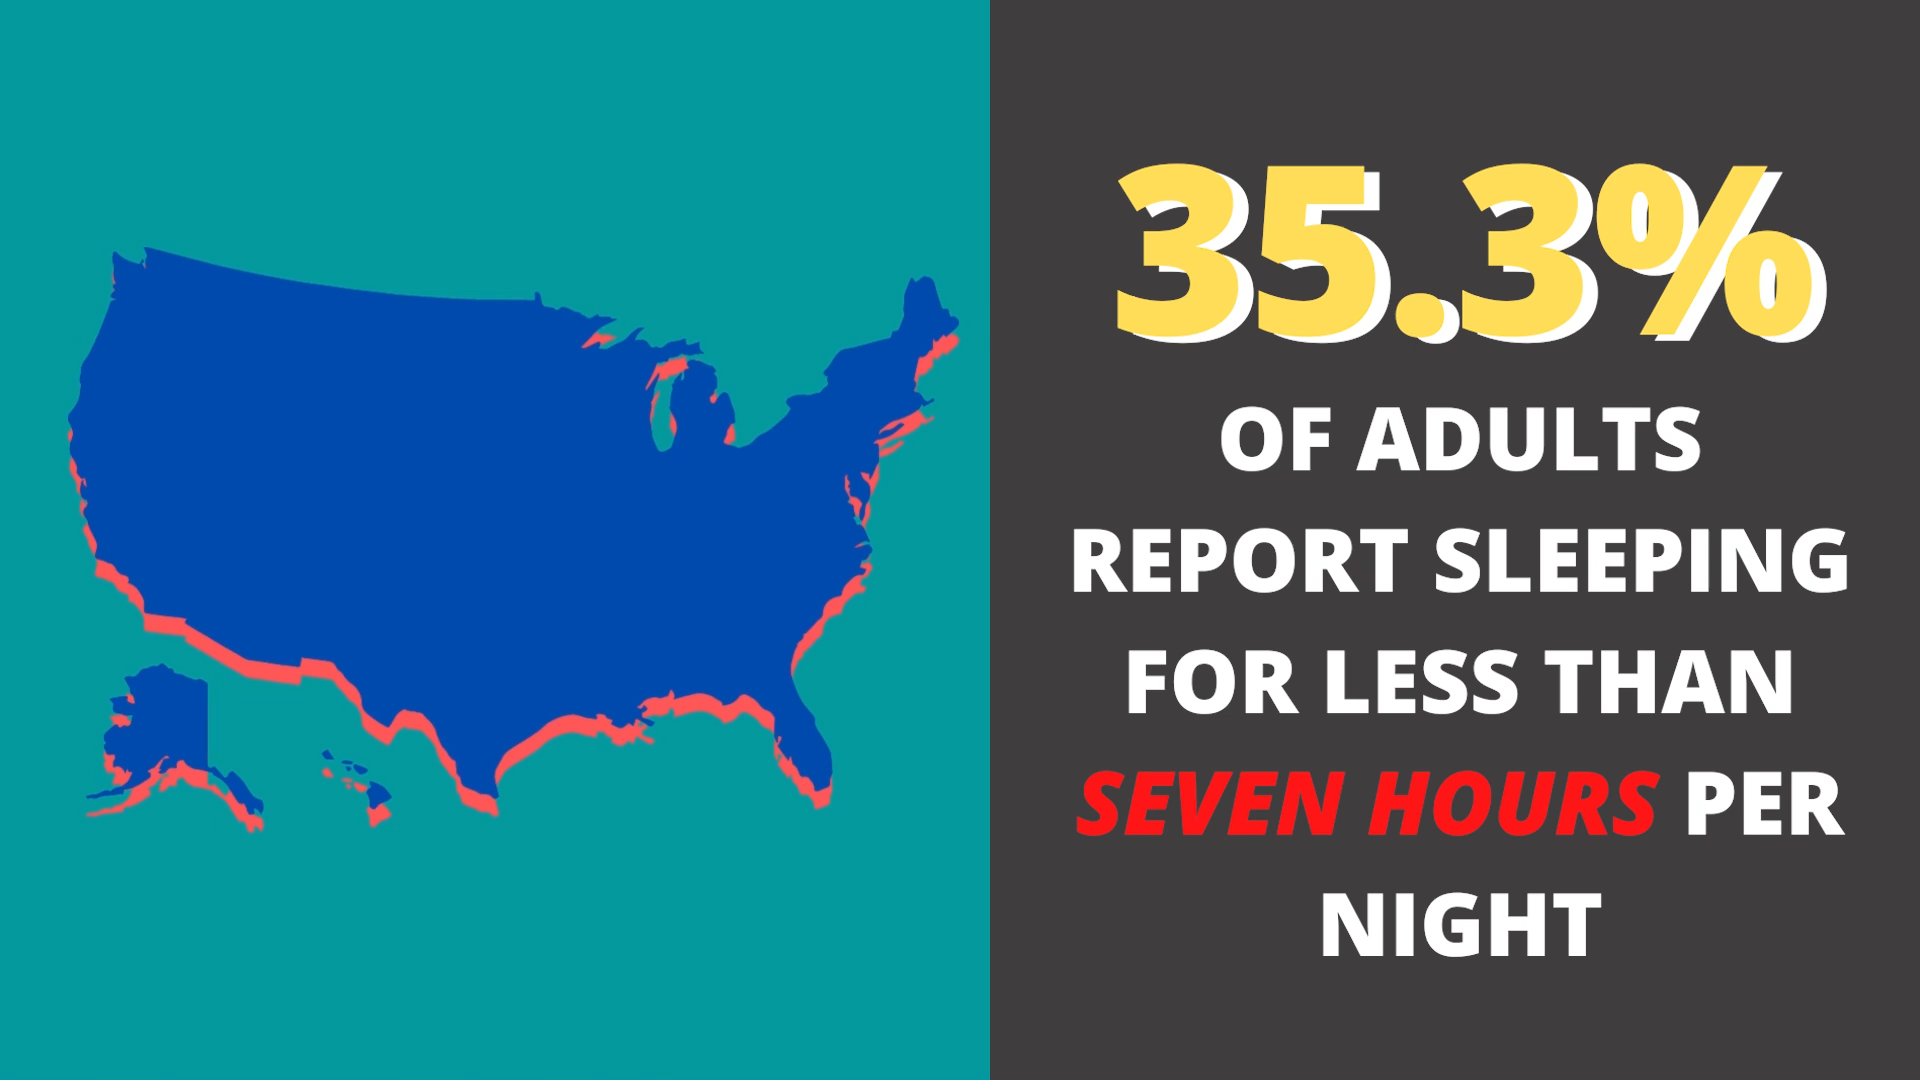 35.3%
OF ADULTS
REPORT SLEEPING
FOR LESS THAN
SEVEN HOURS PER
NIGHT